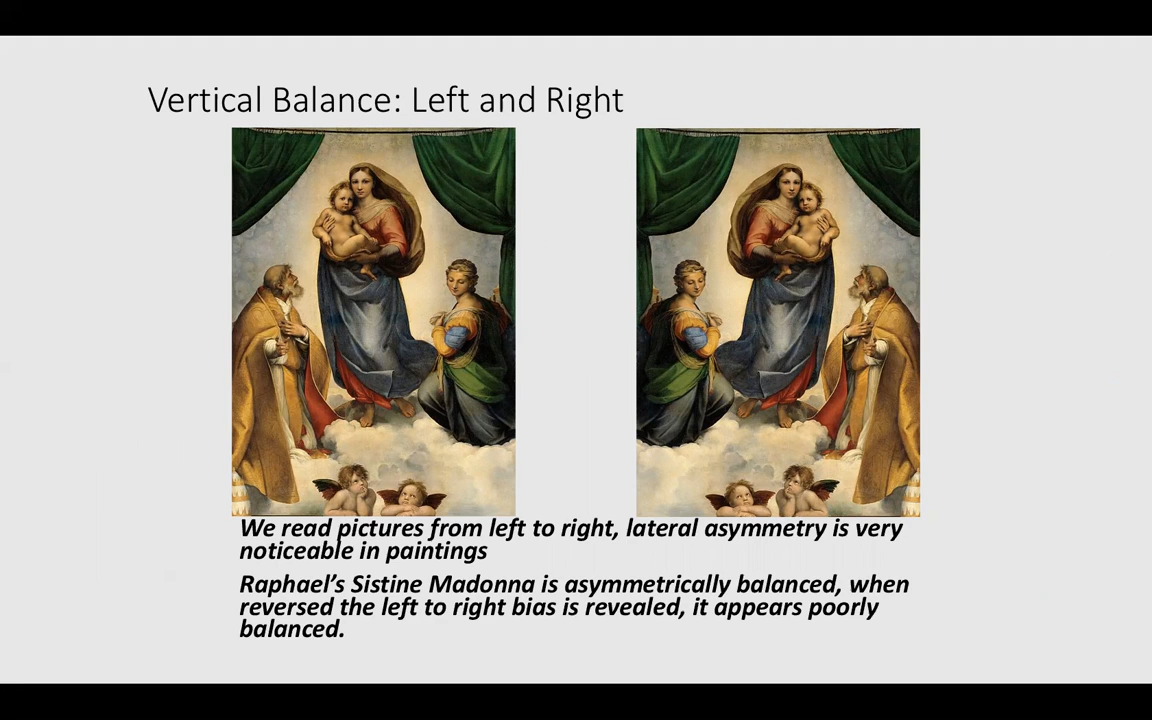 Vertical Balance: Left and Right
We read pictures from left to right, lateral asymmetry is very
noticeable in paintings
Raphael’s Sistine Madonna is asymmetrically balanced, when
reversed the left to right bias is revealed, it appears poorly
balanced.